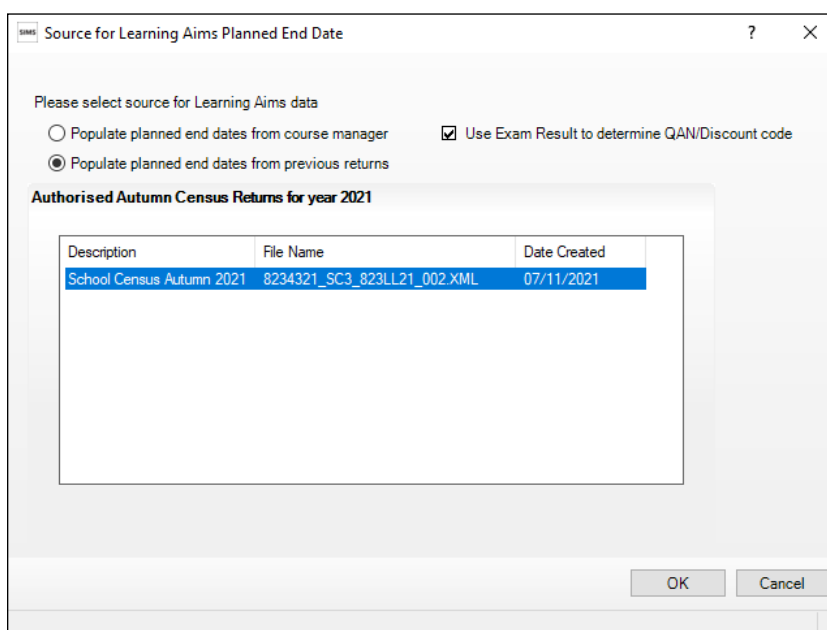 SIMS Source for Learning Aims Planned End Date ?
Please select source for Learning Aims data
Populate planned end dates from course manager Use Exam Result to determine QAN/Discount code
Populate planned end dates from previous returns
Authorised Autumn Census Returns for year 2021
Description File Name Date Created
School Census Autumn 2021 8234321_SC3_823LL21_002.XML 07/11/2021
OK Cancel